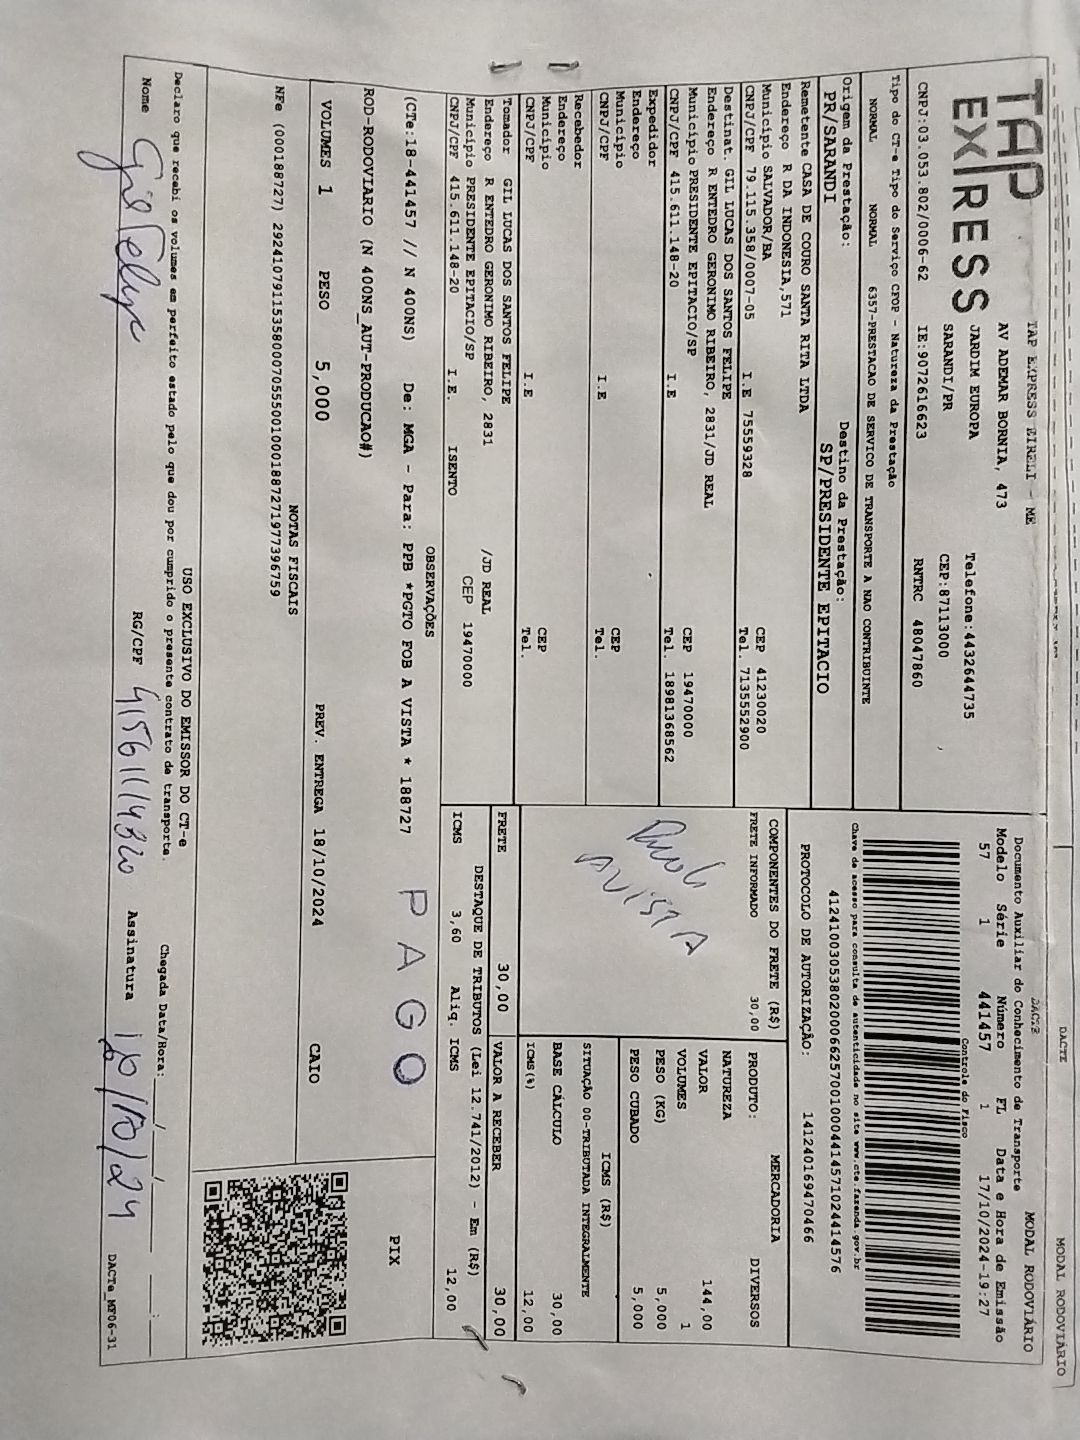 DACTE
MODAL RODOVIÁRIO
TAP EXPRESS
TAP EXPRESS EIRELI - ME
AV ADEMAR BORNIA, 473
JARDIM EUROPA
SARANDI/PR
Telefone:4432644735
CEP:87113000
CNPJ:03.053.802/0006-62 IE:9072616623 RNTRC 48047860
DACTE
MODAL RODOVIÁRIO
Documento Auxiliar do Conhecimento de Transporte
Modelo Série Número FL Data e Hora de Emissão
57 1 441457 1 17/10/2024-19:27
Controle do Fisco
Chave de acesso para consulta de autenticidade no site www.cte.fazenda.gov.br
41241003053802000662570010004414571024414576
PROTOCOLO DE AUTORIZAÇÃO: 141240169470466
Tipo do CT-e Tipo do Serviço CFOP - Natureza da Prestação
NORMAL NORMAL 6357-PRESTACAO DE SERVICO DE TRANSPORTE A NAO CONTRIBUINTE
Origem da Prestação: Destino da Prestação:
PR/SARANDI SP/PRESIDENTE EPITACIO
Remetente CASA DE COURO SANTA RITA LTDA
Endereço R DA INDONESIA,571
Município SALVADOR/BA CEP 41230020
CNPJ/CPF 79.115.358/0007-05 I.E 75559328 Tel. 7135552900
Destinat. GIL LUCAS DOS SANTOS FELIPE
Endereço R ENTEDRO GERONIMO RIBEIRO, 2831/JD REAL
Município PRESIDENTE EPITACIO/SP CEP 19470000
CNPJ/CPF 415.611.148-20 I.E Tel. 18981368562
Expedidor
Endereço
Município CEP
CNPJ/CPF I.E Tel.
Recebedor
Endereço
Município CEP
CNPJ/CPF I.E Tel.
Tomador GIL LUCAS DOS SANTOS FELIPE
Endereço R ENTEDRO GERONIMO RIBEIRO, 2831 /JD REAL
Município PRESIDENTE EPITACIO/SP CEP 19470000
CNPJ/CPF 415.611.148-20 I.E. ISENTO
COMPONENTES DO FRETE (R$)
FRETE INFORMADO 30,00
AVISTA
PRODUTO: MERCADORIA
NATUREZA DIVERSOS
VALOR 144,00
VOLUMES 1
PESO (KG) 5,000
PESO CUBADO 5,000
ICMS (R$)
SITUAÇÃO 00-TRIBUTADA INTEGRALMENTE
BASE CÁLCULO 30,00
ICMS(%) 12,00
FRETE 30,00 VALOR A RECEBER 30,00
DESTAQUE DE TRIBUTOS (Lei 12.741/2012) - Em (R$)
ICMS 3,60 Aliq. ICMS 12,00
OBSERVAÇÕES
(CTe:18-441457 // N 400NS) De: MGA - Para: PPB *PGTO FOB A VISTA * 188727
PAGO
ROD-RODOVIARIO (N 400NS_AUT-PRODUCAO#)
PIX
VOLUMES 1 PESO 5,000 PREV. ENTREGA 18/10/2024 CAIO
NOTAS FISCAIS
NFe (000188727) 29241079115358000705550010001887271977396759
USO EXCLUSIVO DO EMISSOR DO CT-e
Declaro que recebi os volumes em perfeito estado pelo que dou por cumprido o presente contrato de transporte. Chegada Data/Hora: __/__/__ __:__
Nome Gil Felipe RG/CPF 41561114820 Assinatura 18/10/24
DACTe_MF06-31